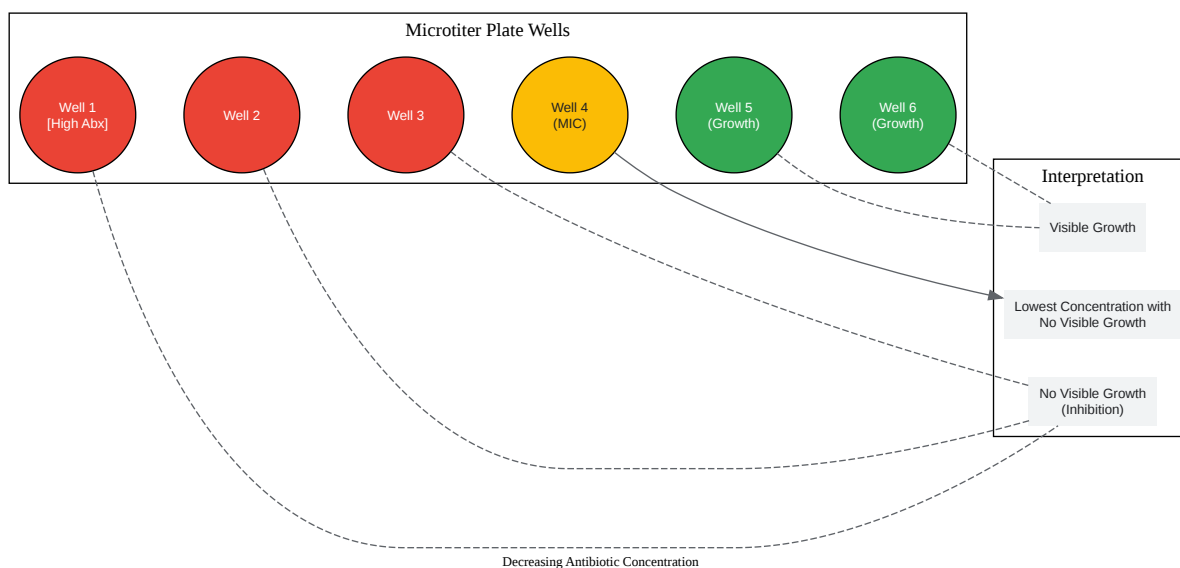 Microtiter Plate Wells
Well 1
[High Abx]
Well 2
Well 3
Well 4
(MIC)
Well 5
(Growth)
Well 6
(Growth)
Interpretation
Visible Growth
Lowest Concentration with
No Visible Growth
No Visible Growth
(Inhibition)
Decreasing Antibiotic Concentration